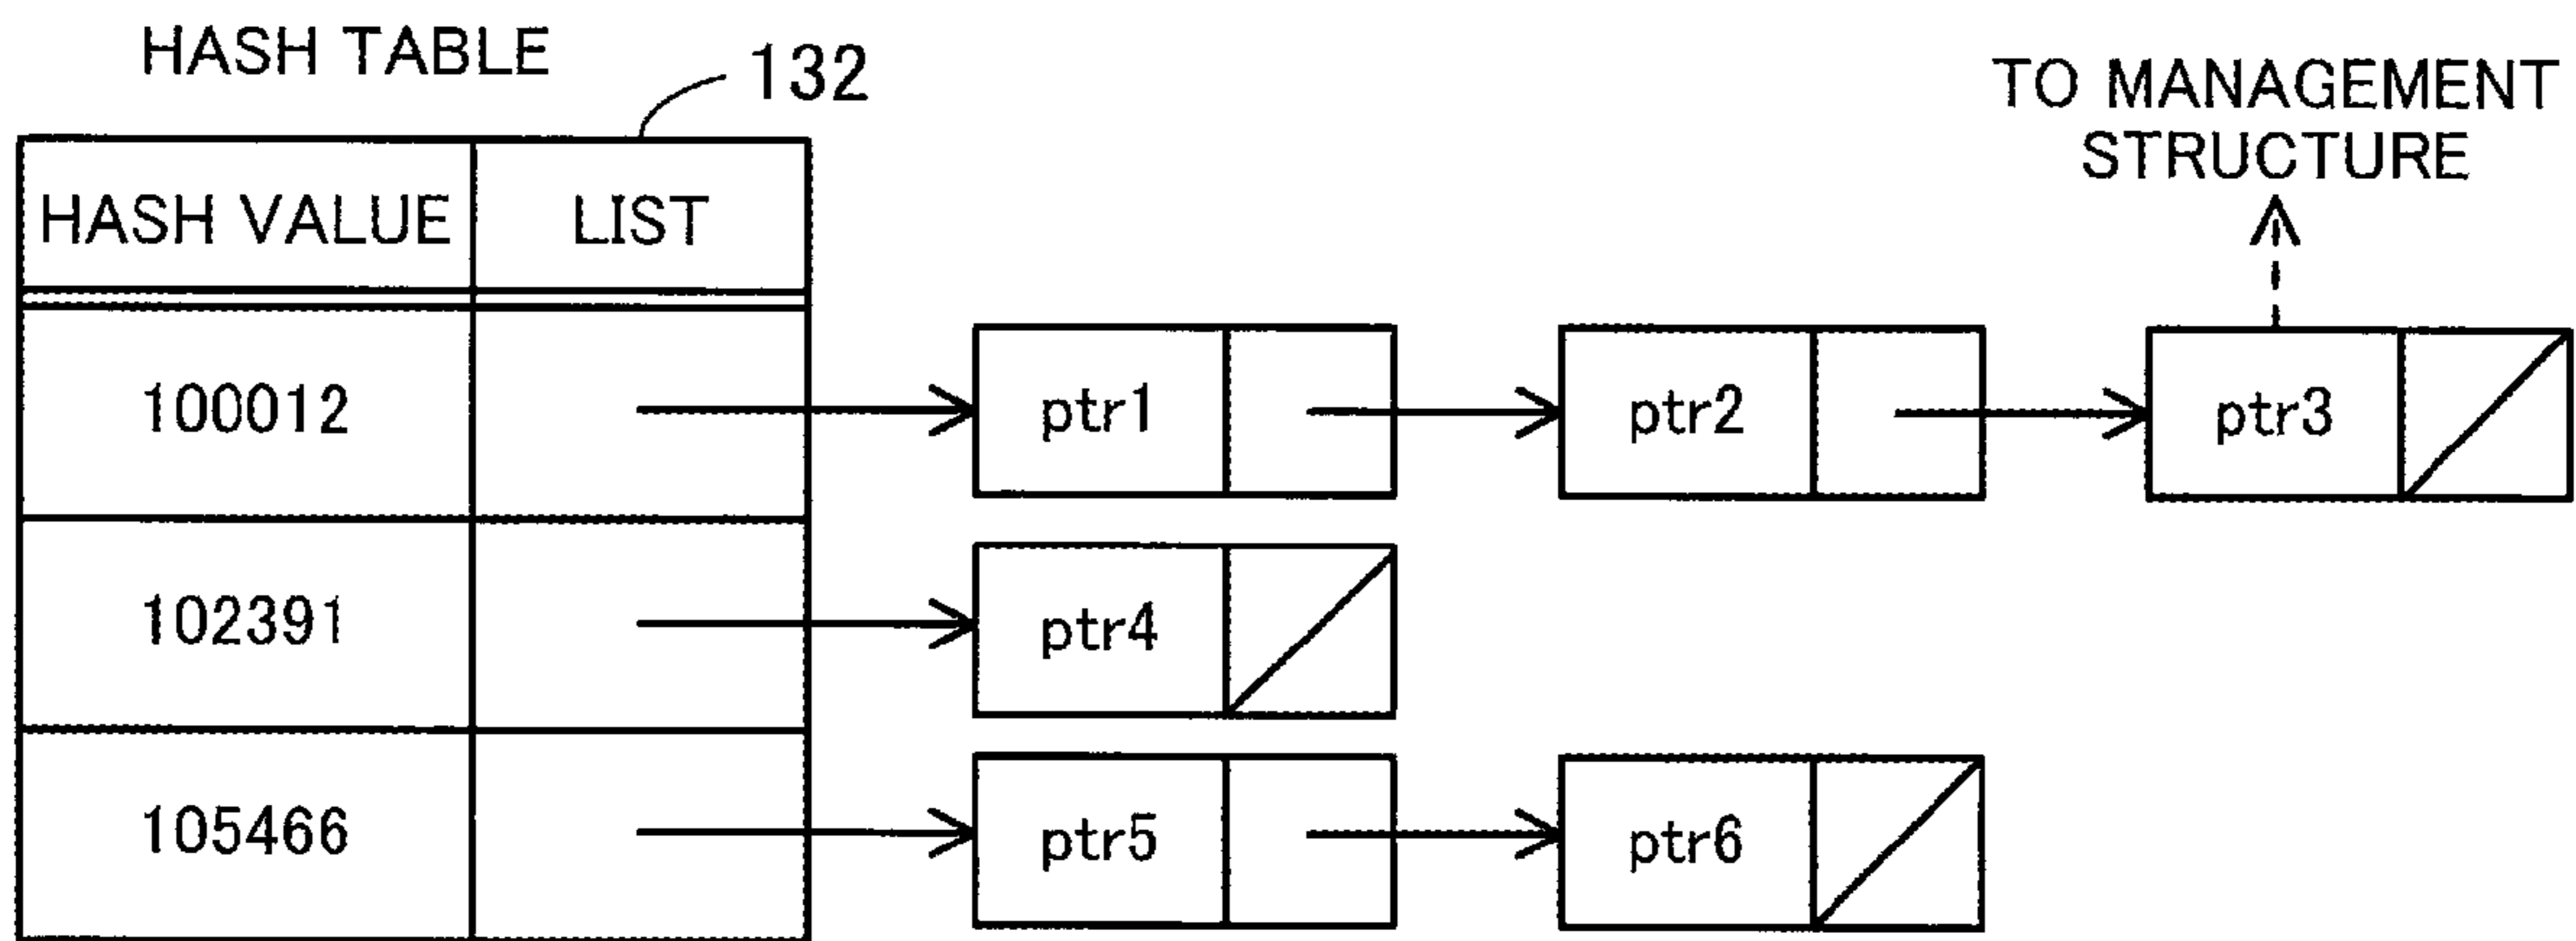 HASH TABLE
132
TO MANAGEMENT
STRUCTURE
HASH VALUE LIST
100012 ptr1 ptr2 ptr3
102391 ptr4
105466 ptr5 ptr6